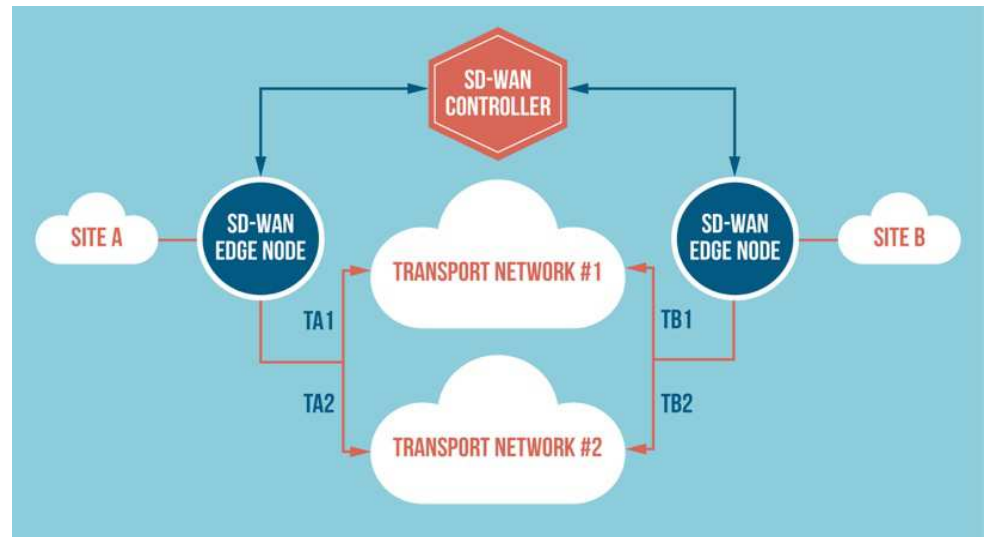 SD-WAN
CONTROLLER
SITE A
SD-WAN
EDGE NODE
SD-WAN
EDGE NODE
SITE B
TRANSPORT NETWORK #1
TA1
TB1
TA2
TB2
TRANSPORT NETWORK #2